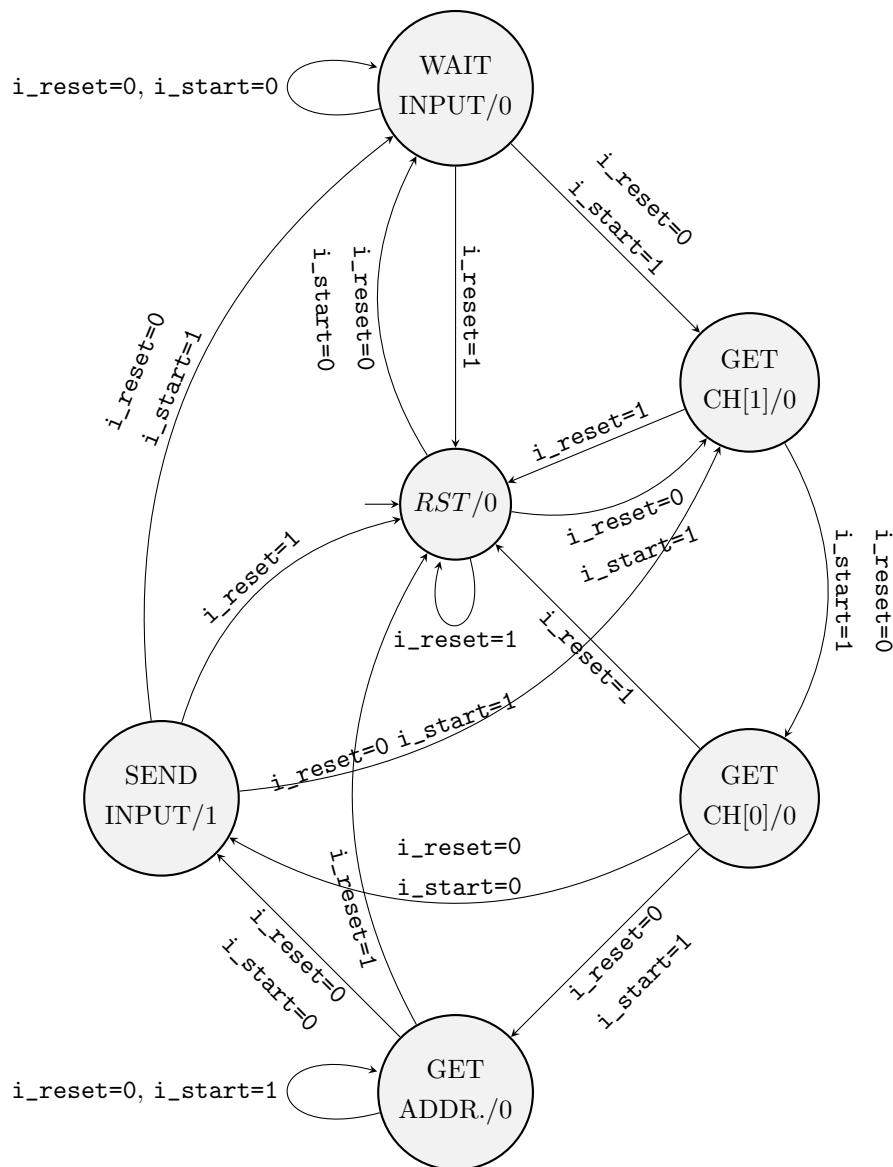 WAIT
INPUT/0
i_reset=0, i_start=0
i_reset=0
i_start=1
i_reset=0
i_start=0
i_reset=1
i_reset=0
i_start=1
GET
CH[1]/0
i_reset=1
RST/0
i_reset=0
i_start=1
i_reset=0
i_start=1
i_reset=1
i_reset=1
i_reset=1
i_reset=0 i_start=1
SEND
INPUT/1
GET
CH[0]/0
i_reset=0
i_start=0
i_reset=1
i_reset=0
i_start=0
i_reset=0
i_start=1
i_reset=0, i_start=1
GET
ADDR./0